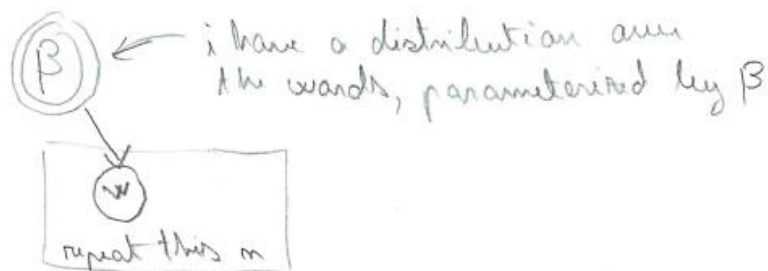 β i have a distribution over
the words, parameterized by β
w
repeat this n